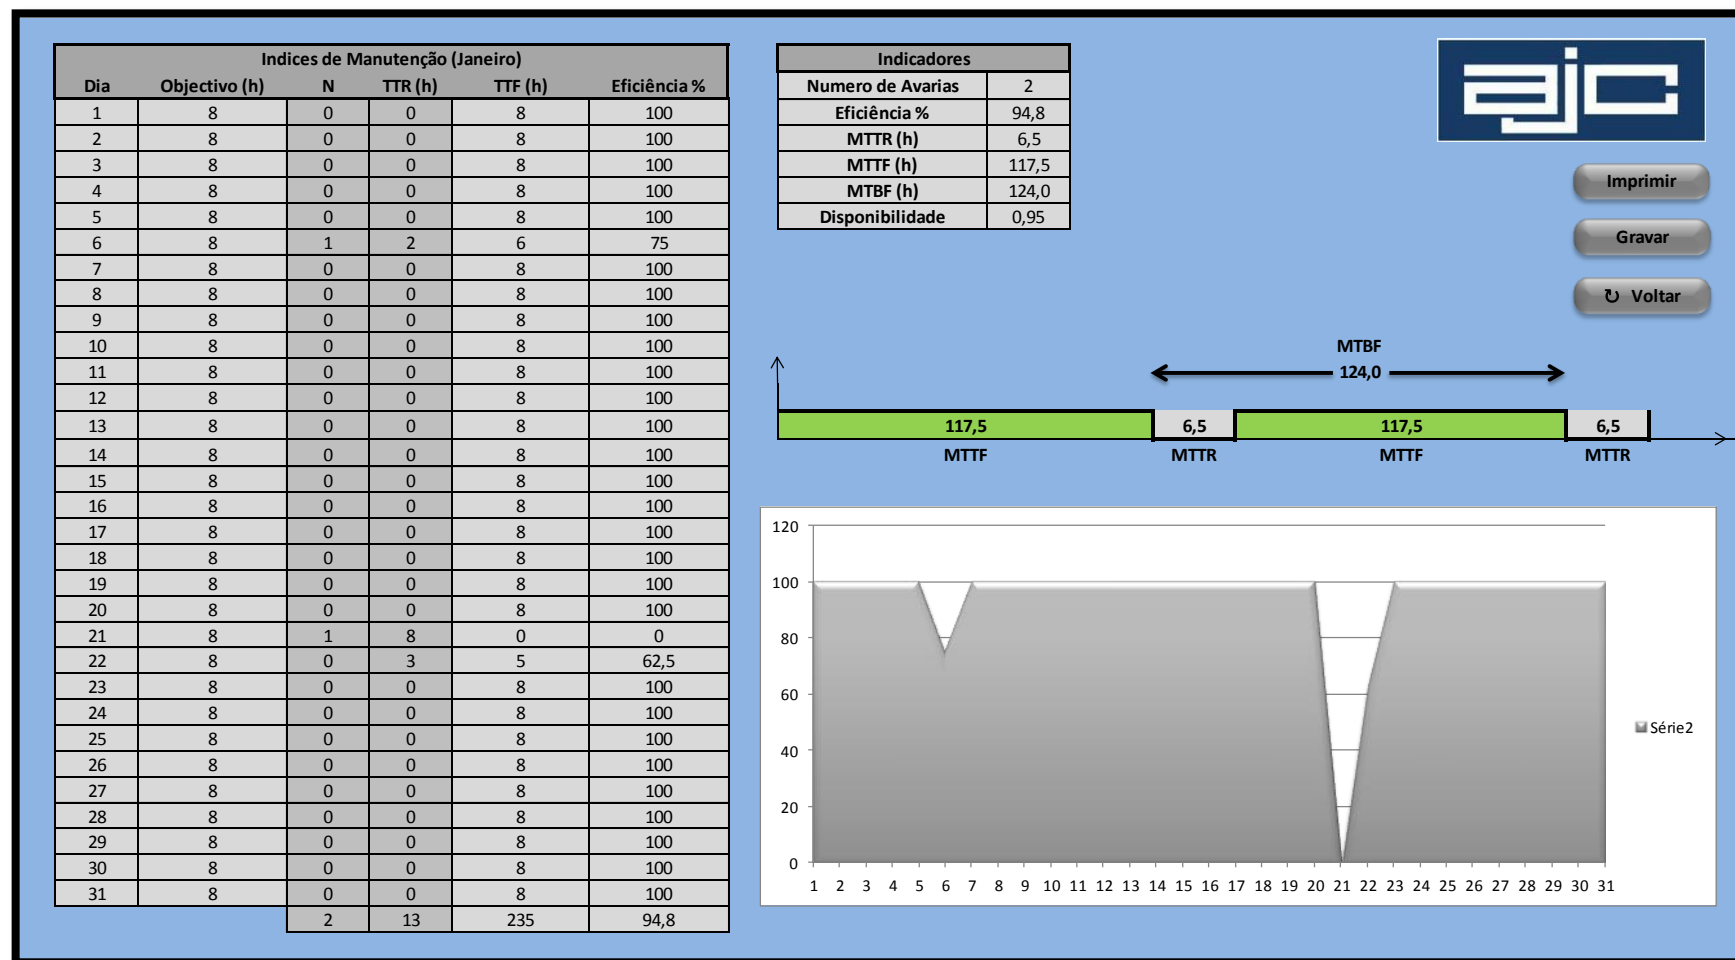 Indices de Manutenção (Janeiro)
Dia Objectivo (h) N TTR (h) TTF (h) Eficiência %
1 8 0 0 8 100
2 8 0 0 8 100
3 8 0 0 8 100
4 8 0 0 8 100
5 8 0 0 8 100
6 8 1 2 6 75
7 8 0 0 8 100
8 8 0 0 8 100
9 8 0 0 8 100
10 8 0 0 8 100
11 8 0 0 8 100
12 8 0 0 8 100
13 8 0 0 8 100
14 8 0 0 8 100
15 8 0 0 8 100
16 8 0 0 8 100
17 8 0 0 8 100
18 8 0 0 8 100
19 8 0 0 8 100
20 8 0 0 8 100
21 8 1 8 0 0
22 8 0 3 5 62,5
23 8 0 0 8 100
24 8 0 0 8 100
25 8 0 0 8 100
26 8 0 0 8 100
27 8 0 0 8 100
28 8 0 0 8 100
29 8 0 0 8 100
30 8 0 0 8 100
31 8 0 0 8 100
2 13 235 94,8
Indicadores
Numero de Avarias 2
Eficiência % 94,8
MTTR (h) 6,5
MTTF (h) 117,5
MTBF (h) 124,0
Disponibilidade 0,95
ajc
Imprimir
Gravar
↻ Voltar
MTBF
124,0
117,5 6,5 117,5 6,5
MTTF MTTR MTTF MTTR
120
100
80
60
40
20
0
1 2 3 4 5 6 7 8 9 10 11 12 13 14 15 16 17 18 19 20 21 22 23 24 25 26 27 28 29 30 31
Série2